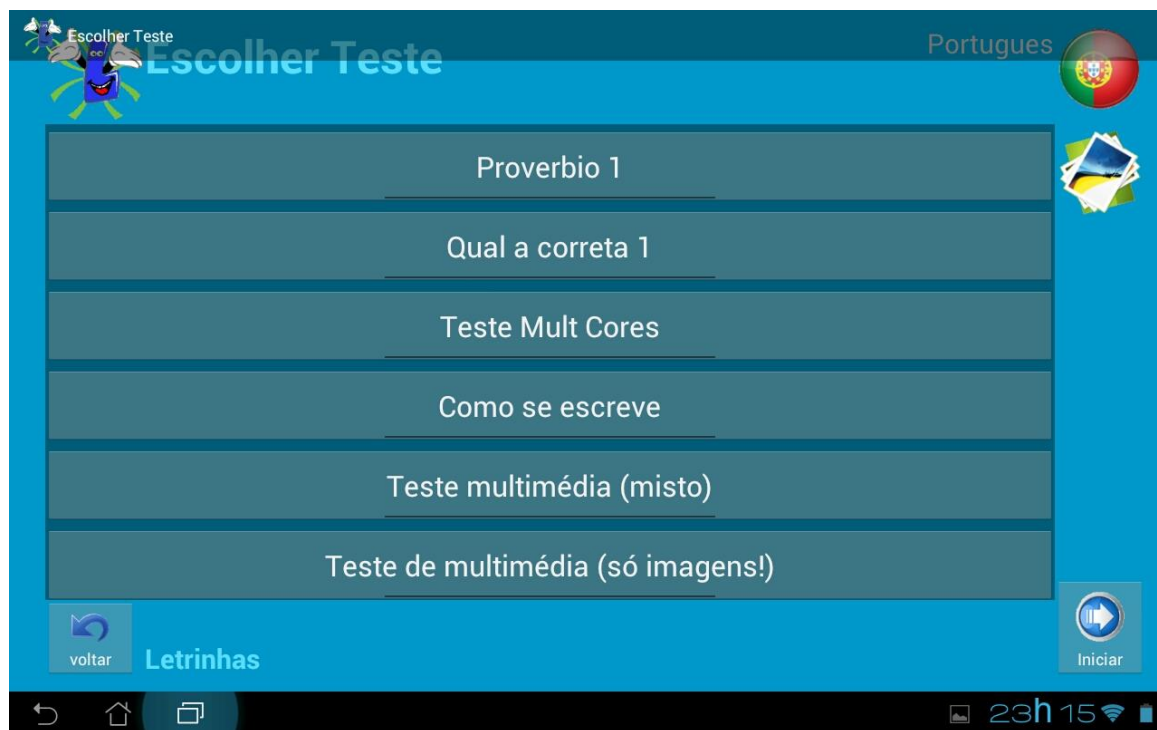 Escolher Teste
Escolher Teste
Portugues
Proverbio 1
Qual a correta 1
Teste Mult Cores
Como se escreve
Teste multimédia (misto)
Teste de multimédia (só imagens!)
voltar
Letrinhas
Iniciar
23h15